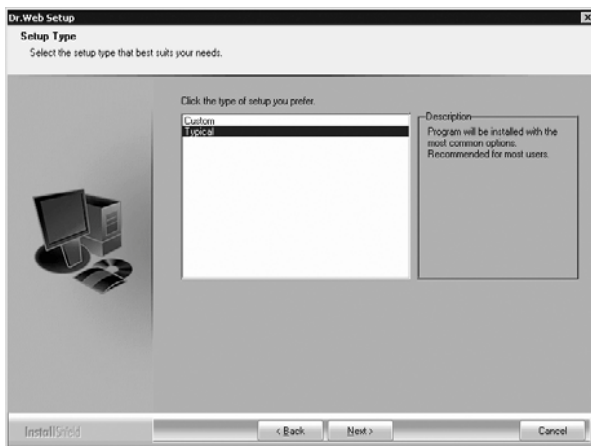 Dr.Web Setup
Setup Type
Select the setup type that best suits your needs.
Click the type of setup you prefer.
Custom
Typical
Description
Program will be installed with the
most common options.
Recommended for most users.
InstallShield
< Back
Next >
Cancel